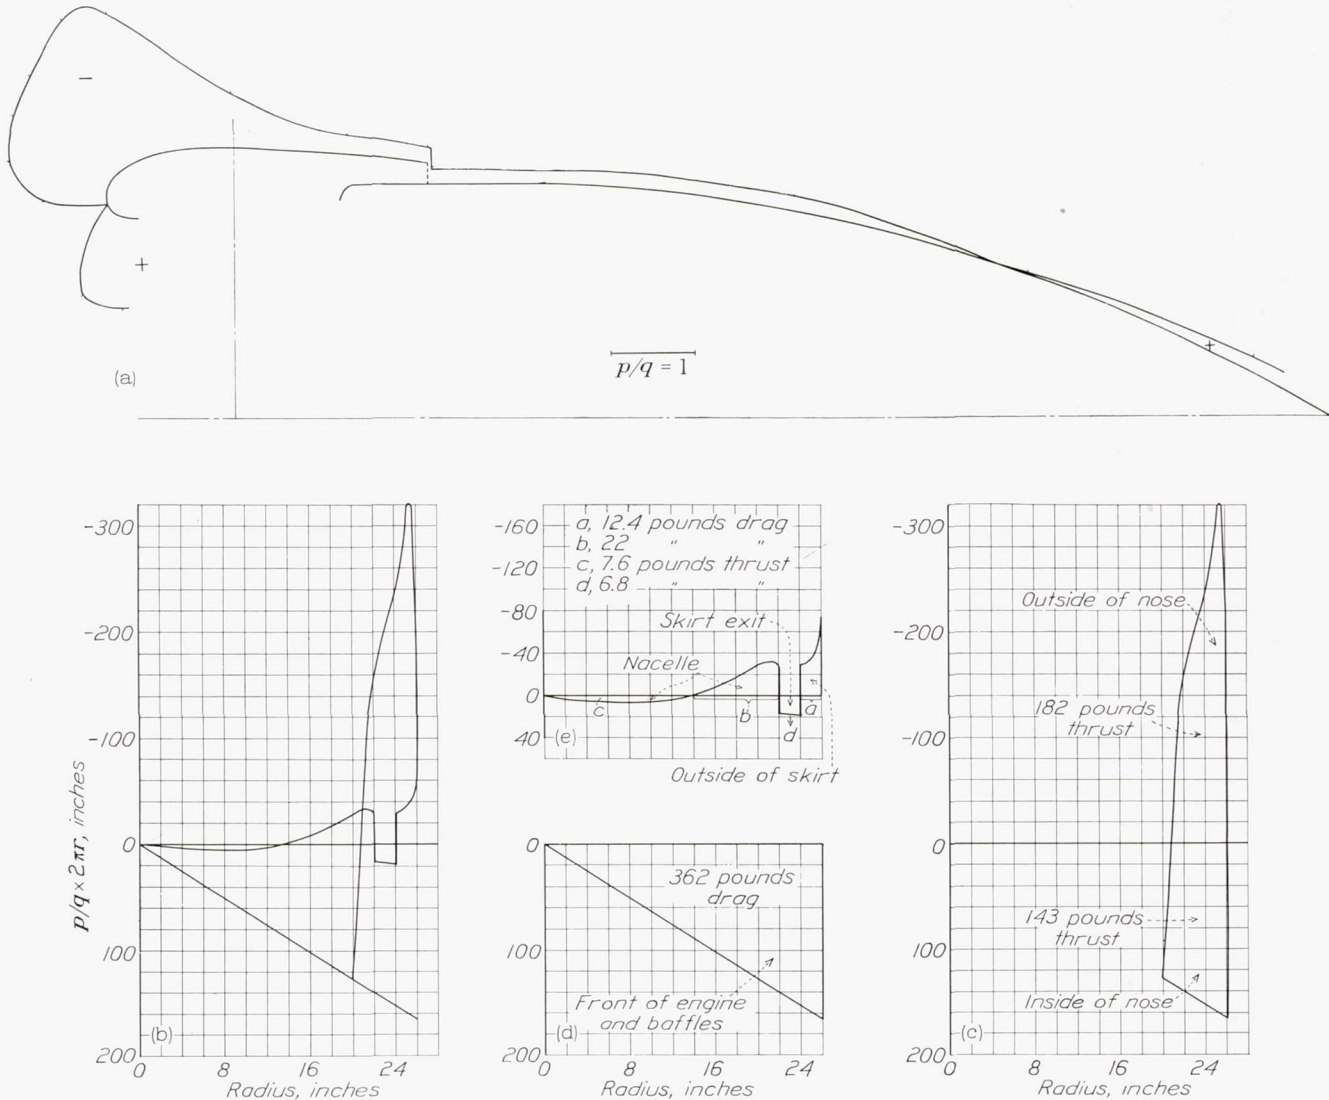 −
+
(a)
p/q = 1
+
p/q × 2πr, inches
-300
-200
-100
0
100
200
(b)
0 8 16 24
Radius, inches
-160
-120
-80
-40
0
40
a, 12.4 pounds drag
b, 22 " "
c, 7.6 pounds thrust
d, 6.8 " "
Skirt exit
Nacelle
c
b
a
d
(e)
Outside of skirt
0
100
200
362 pounds
drag
Front of engine
and baffles
(d)
0 8 16 24
Radius, inches
-300
-200
-100
0
100
200
Outside of nose
182 pounds
thrust
143 pounds
thrust
Inside of nose
(c)
0 8 16 24
Radius, inches